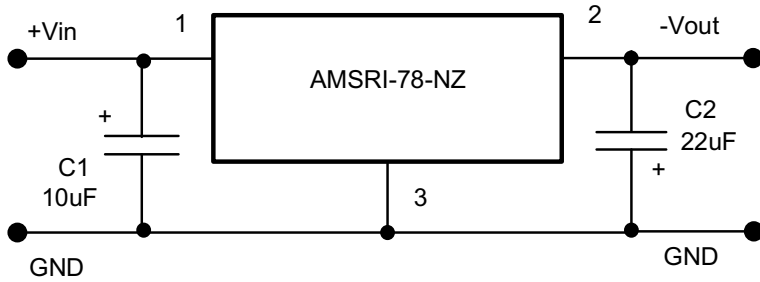 +Vin
1
2
-Vout
AMSRI-78-NZ
+
C1
10uF
C2
22uF
+
3
GND
GND